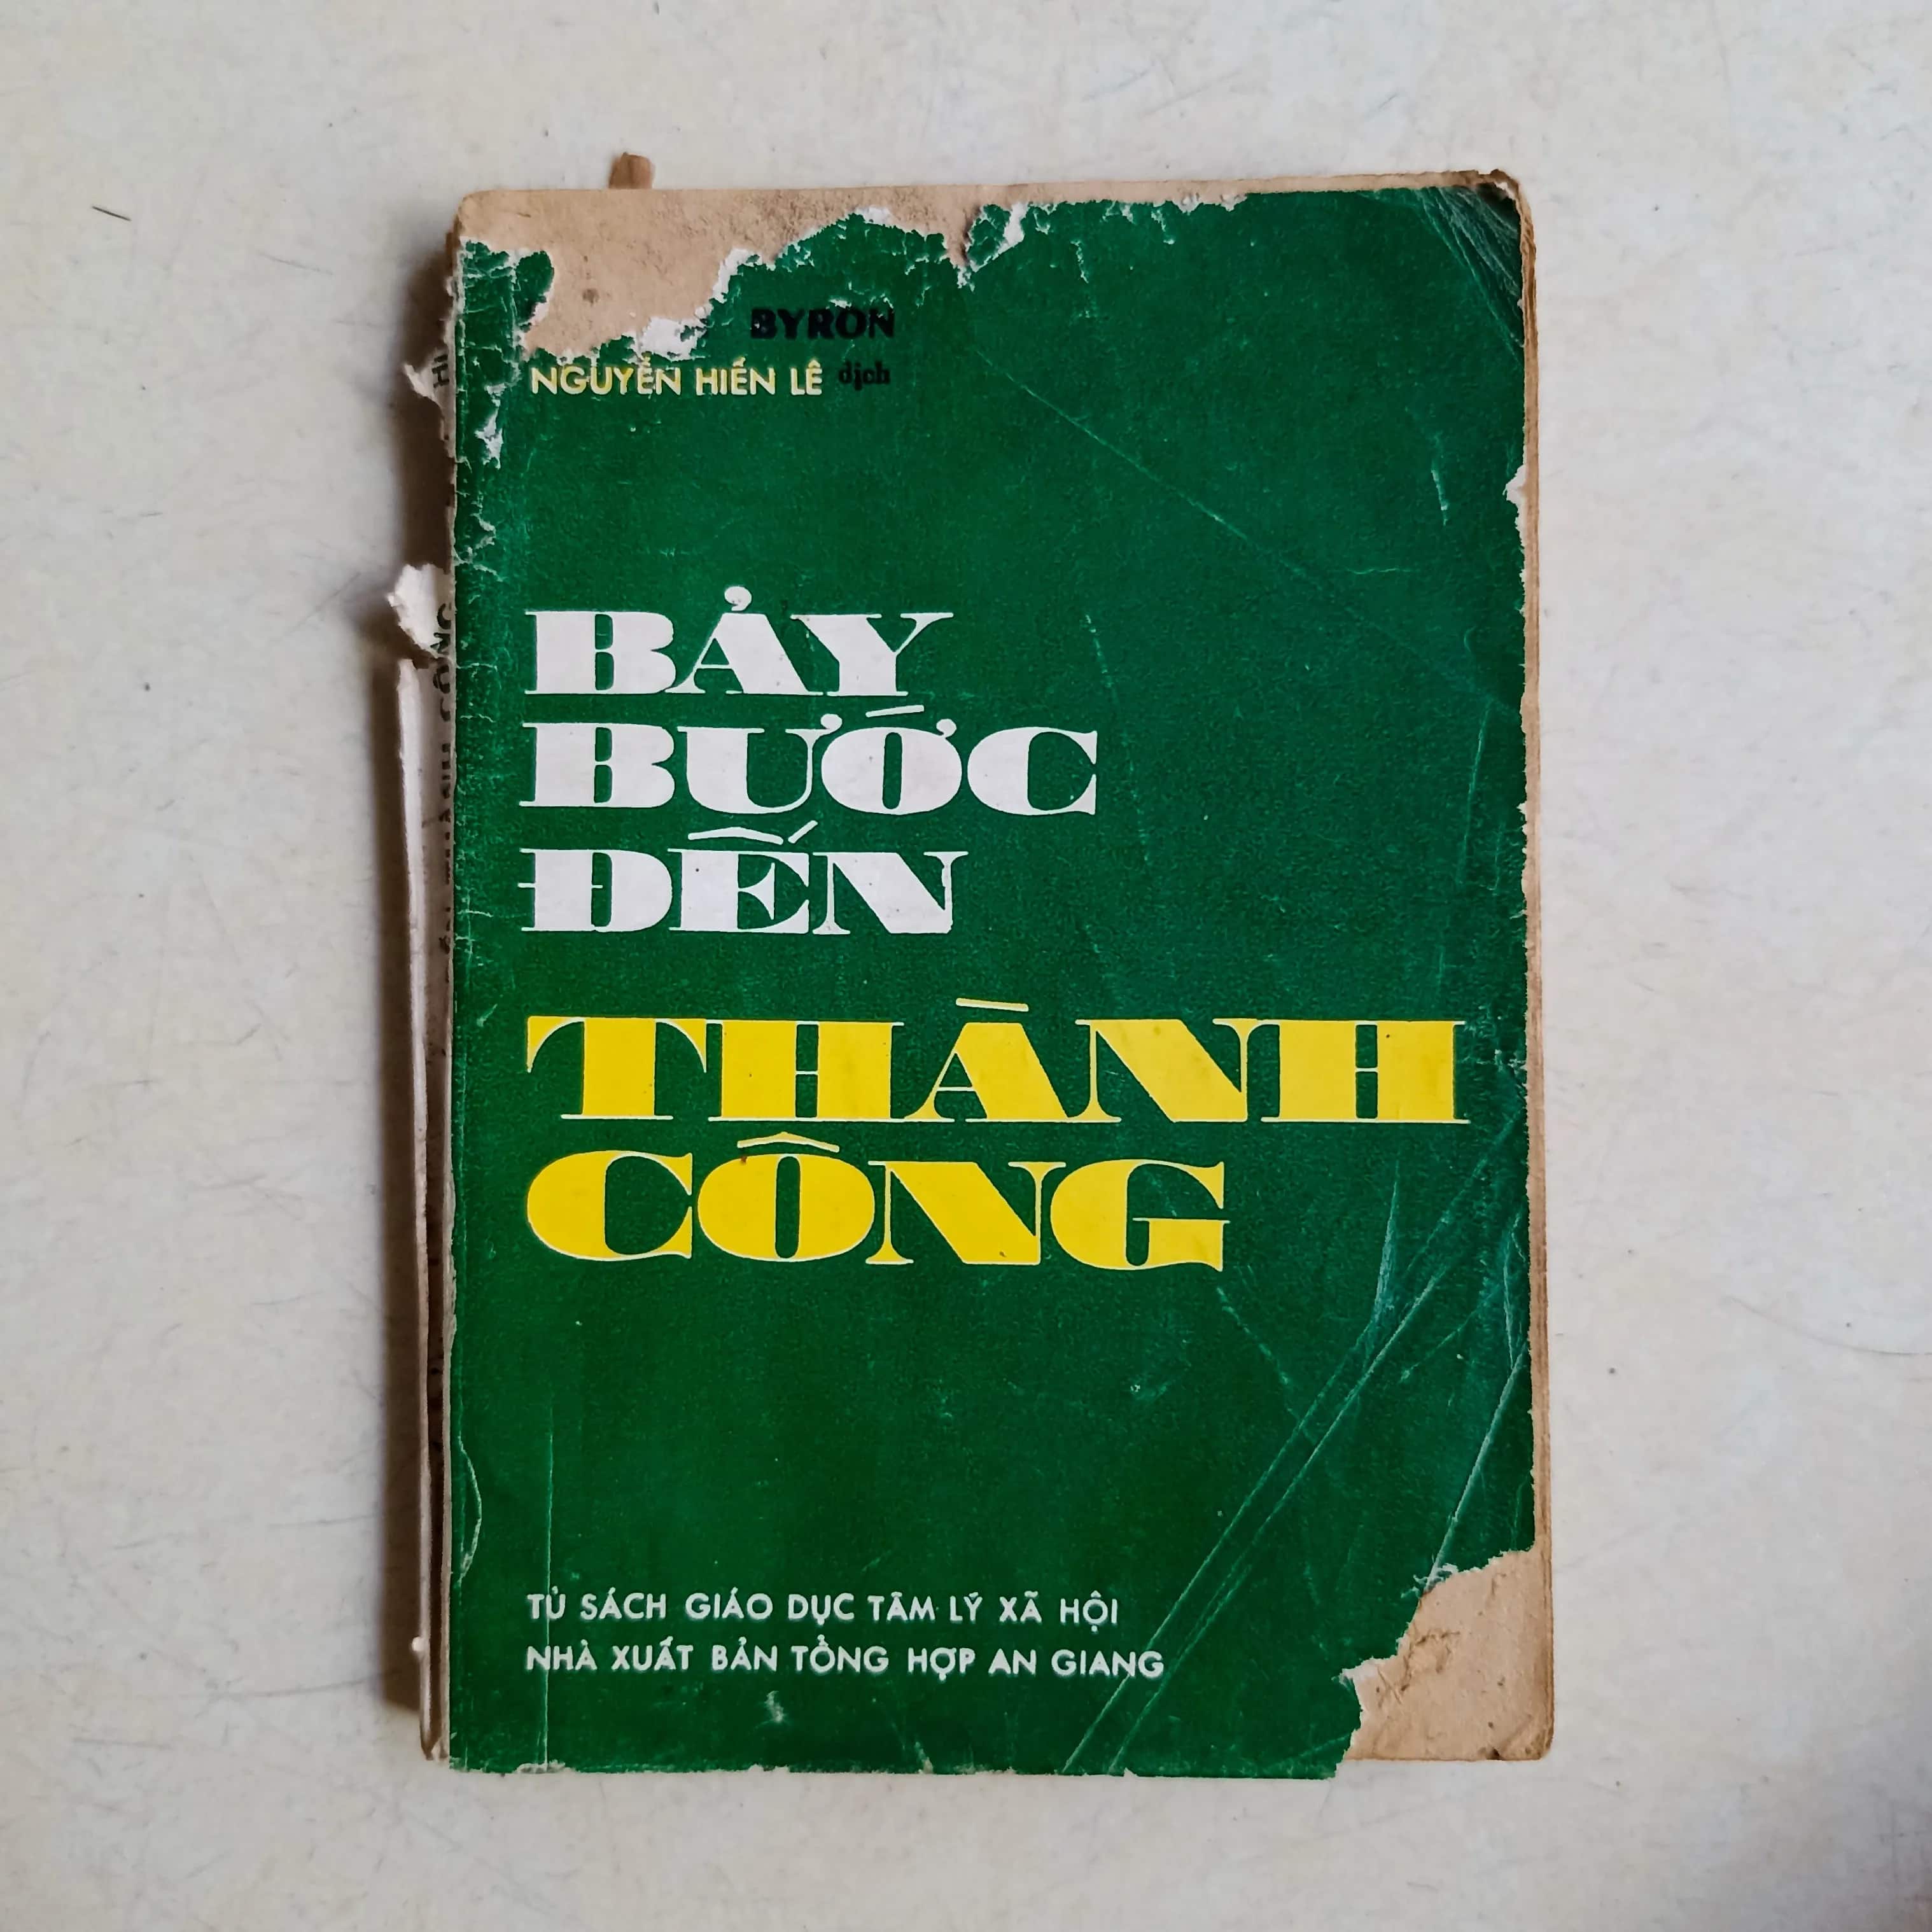 BYRON
NGUYỄN HIẾN LÊ dịch
BẢY
BƯỚC
ĐẾN
THÀNH
CÔNG
TỦ SÁCH GIÁO DỤC TÂM LÝ XÃ HỘI
NHÀ XUẤT BẢN TỔNG HỢP AN GIANG